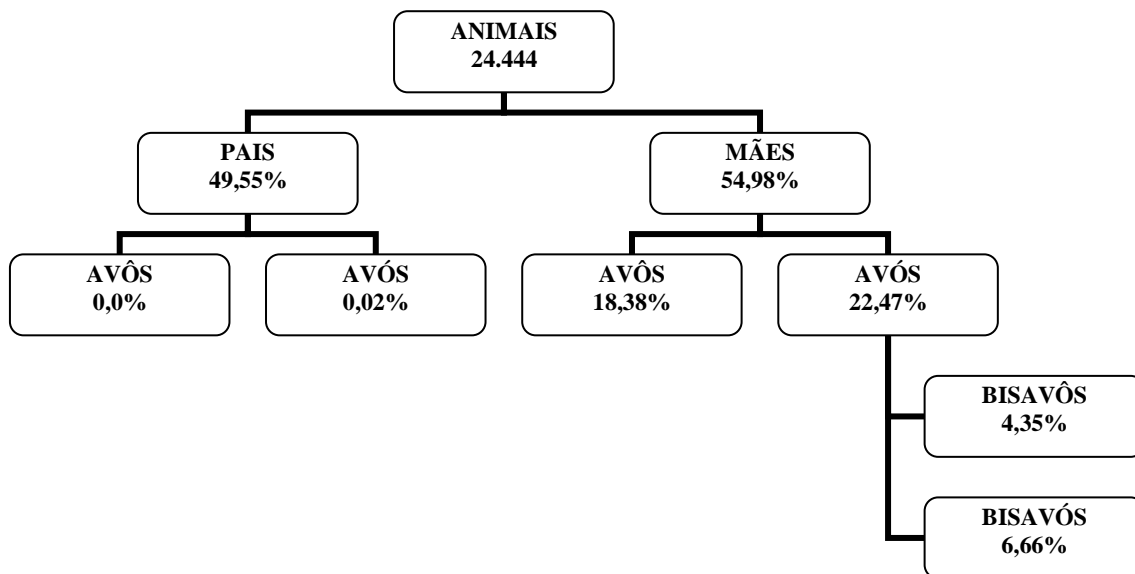 ANIMAIS
24.444
PAIS
49,55%
MÃES
54,98%
AVÔS
0,0%
AVÓS
0,02%
AVÔS
18,38%
AVÓS
22,47%
BISAVÔS
4,35%
BISAVÓS
6,66%